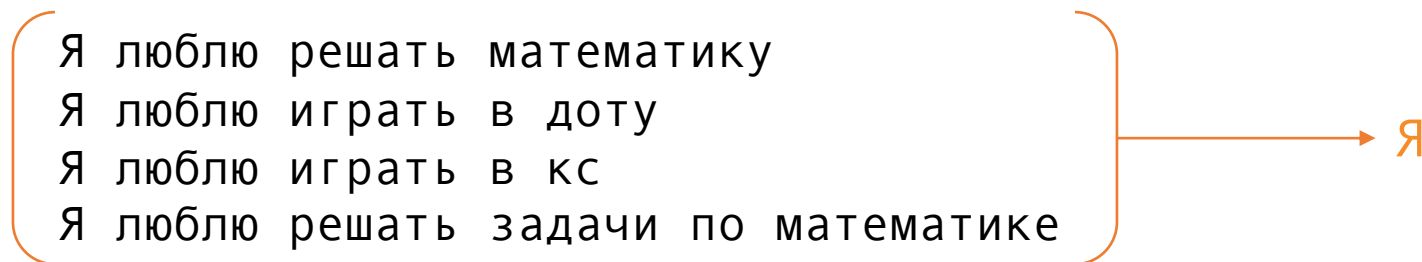 Я люблю решать математику
Я люблю играть в доту
Я люблю играть в кс
Я люблю решать задачи по математике
Я